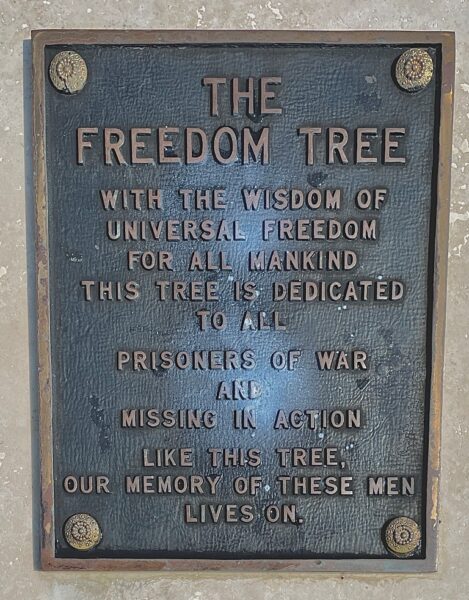 THE
FREEDOM TREE
WITH THE WISDOM OF
UNIVERSAL FREEDOM
FOR ALL MANKIND
THIS TREE IS DEDICATED
TO ALL
PRISONERS OF WAR
AND
MISSING IN ACTION
LIKE THIS TREE,
OUR MEMORY OF THESE MEN
LIVES ON.